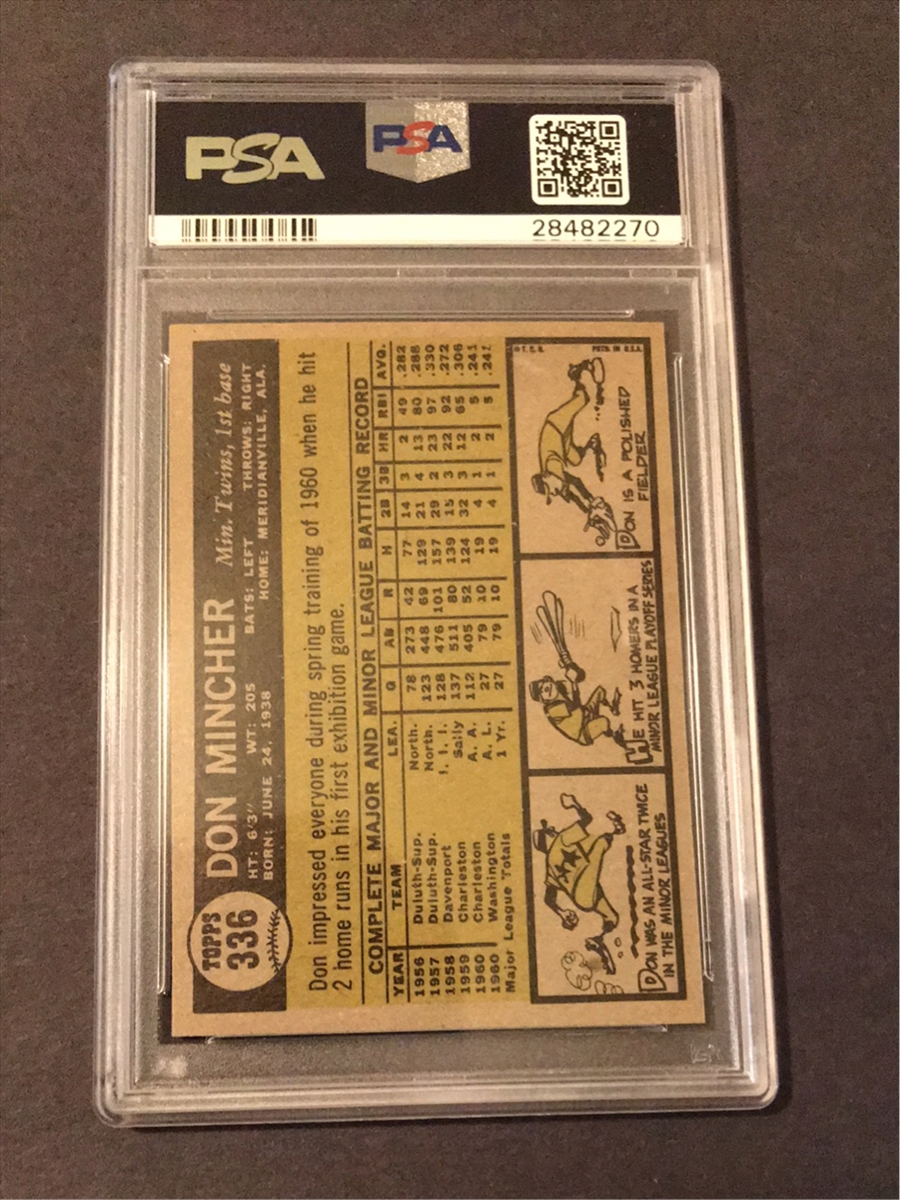 PSA
PSA
28482270
TOPPS
336
DON MINCHER Min. Twins, 1st base
HT: 6'3" WT: 205 BATS: LEFT THROWS: RIGHT
BORN: JUNE 24, 1938 HOME: MERIDIANVILLE, ALA.
Don impressed everyone during spring training of 1960 when he hit
2 home runs in his first exhibition game.
COMPLETE MAJOR AND MINOR LEAGUE BATTING RECORD
YEAR TEAM LEA. G AB R H 2B 3B HR RBI AVG.
1956 Duluth-Sup. North. 78 273 42 77 14 3 2 49 .282
1957 Duluth-Sup. North. 123 448 69 129 21 4 13 80 .288
1958 Davenport I. I. I. 128 476 101 157 29 2 23 97 .330
1959 Charleston Sally 137 511 80 139 15 3 22 92 .272
1960 Charleston A. A. 112 405 52 124 32 3 12 65 .306
1960 Washington A. L. 27 79 10 19 4 1 2 5 .241
Major League Totals 1 Yr. 27 79 10 19 4 1 2 5 .241
DON WAS AN ALL-STAR TWICE
IN THE MINOR LEAGUES
HE HIT 3 HOMERS IN A
MINOR LEAGUE PLAYOFF SERIES
DON IS A POLISHED
FIELDER
© T. C. G. PRTD. IN U.S.A.